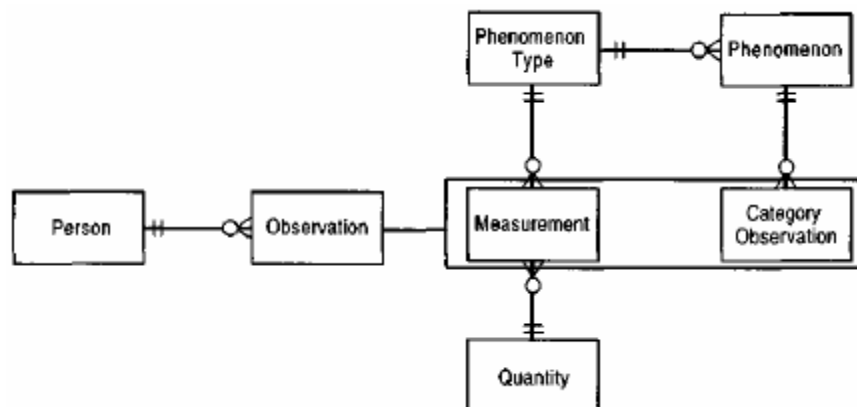 Phenomenon
Type
Phenomenon
Person
Observation
Measurement
Category
Observation
Quantity